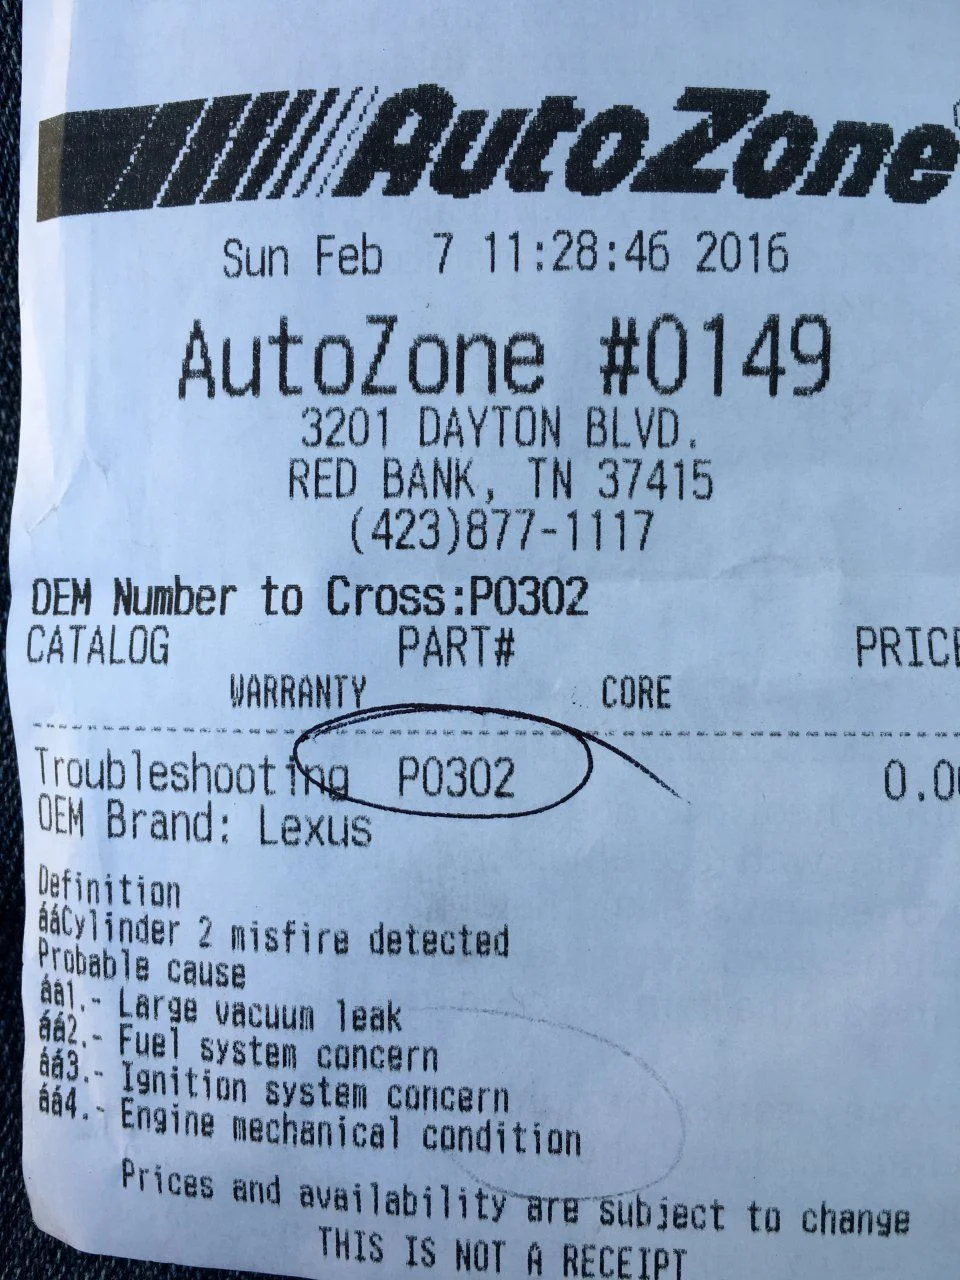 AutoZone
Sun Feb 7 11:28:46 2016
AutoZone #0149
3201 DAYTON BLVD.
RED BANK, TN 37415
(423)877-1117
OEM Number to Cross:P0302
CATALOG PART# PRICE
WARRANTY CORE
Troubleshooting P0302 0.00
OEM Brand: Lexus
Definition
ááCylinder 2 misfire detected
Probable cause
áá1.- Large vacuum leak
áá2.- Fuel system concern
áá3.- Ignition system concern
áá4.- Engine mechanical condition
Prices and availability are subject to change
THIS IS NOT A RECEIPT